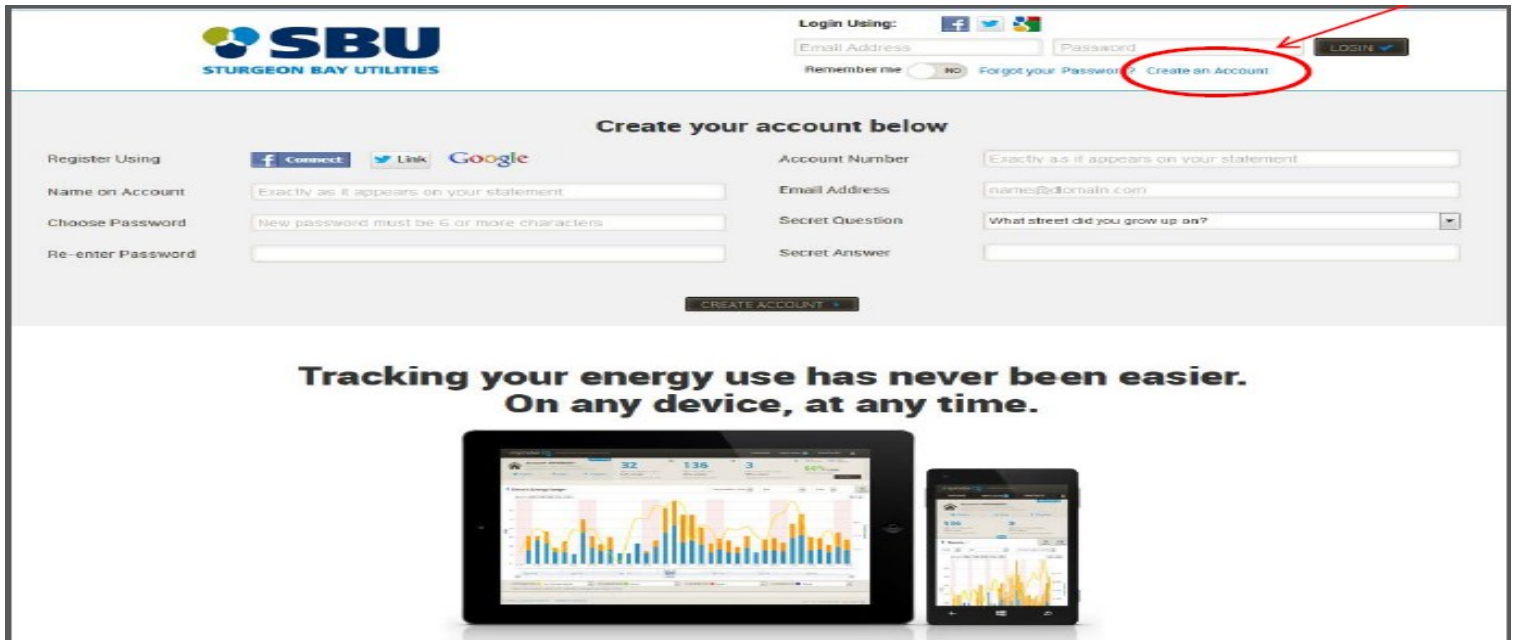 Login Using:
SBU
STURGEON BAY UTILITIES
Email Address
Password
LOGIN
Remember me
NO
Forgot your Password?
Create an Account
Create your account below
Register Using
Connect
Link
Google
Account Number
Exactly as it appears on your statement
Name on Account
Exactly as it appears on your statement
Email Address
name@domain.com
Choose Password
New password must be 6 or more characters
Secret Question
What street did you grow up on?
Re-enter Password
Secret Answer
CREATE ACCOUNT
Tracking your energy use has never been easier.
On any device, at any time.
32
136
3